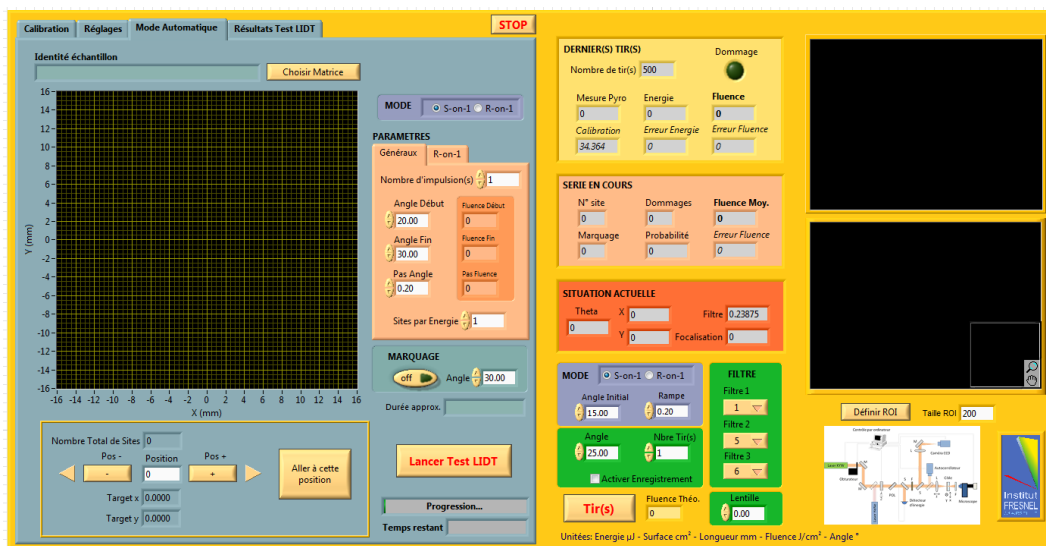 Calibration Réglages Mode Automatique Résultats Test LIDT
STOP
Identité échantillon
Choisir Matrice
16
14
12
10
8
6
4
2
0
-2
-4
-6
-8
-10
-12
-14
-16
Y (mm)
-16 -14 -12 -10 -8 -6 -4 -2 0 2 4 6 8 10 12 14 16
X (mm)
MODE S-on-1 R-on-1
PARAMETRES
Généraux R-on-1
Nombre d'impulsion(s) 1
Angle Début Fluence Début
20.00 0
Angle Fin Fluence Fin
30.00 0
Pas Angle Pas Fluence
0.20 0
Sites par Energie 1
MARQUAGE
off Angle 30.00
Durée approx.
Nombre Total de Sites 0
Pos - Position Pos +
- 0 +
Target x 0.0000
Target y 0.0000
Aller à cette
position
Lancer Test LIDT
Progression...
Temps restant
DERNIER(S) TIR(S) Dommage
Nombre de tir(s) 500
Mesure Pyro Energie Fluence
0 0 0
Calibration Erreur Energie Erreur Fluence
34.364 0 0
SERIE EN COURS
N° site Dommages Fluence Moy.
0 0 0
Marquage Probabilité Erreur Fluence
0 0 0
SITUATION ACTUELLE
Theta X 0 Filtre 0.23875
0 Y 0 Focalisation 0
MODE S-on-1 R-on-1
Angle Initial Rampe
15.00 0.20
Angle Nbre Tir(s)
25.00 1
Activer Enregistrement
Tir(s)
Fluence Théo.
0
FILTRE
Filtre 1
1
Filtre 2
5
Filtre 3
6
Lentille
0.00
Unitées: Energie µJ - Surface cm² - Longueur mm - Fluence J/cm² - Angle °
Définir ROI Taille ROI 200
Institut
FRESNEL